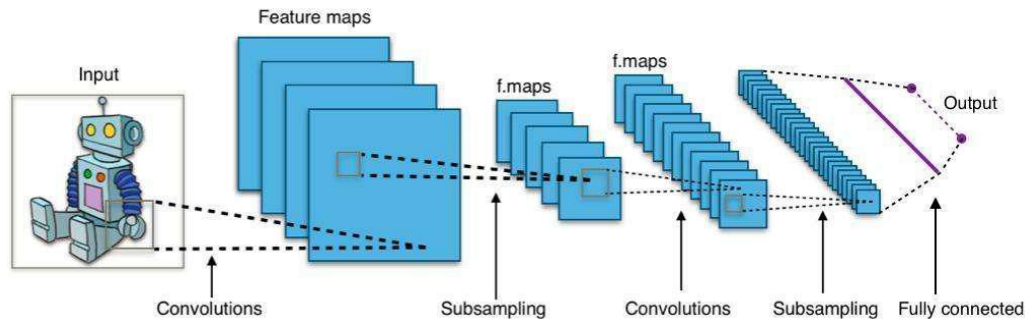 Feature maps
Input
f.maps
f.maps
Output
Convolutions
Subsampling
Convolutions
Subsampling
Fully connected